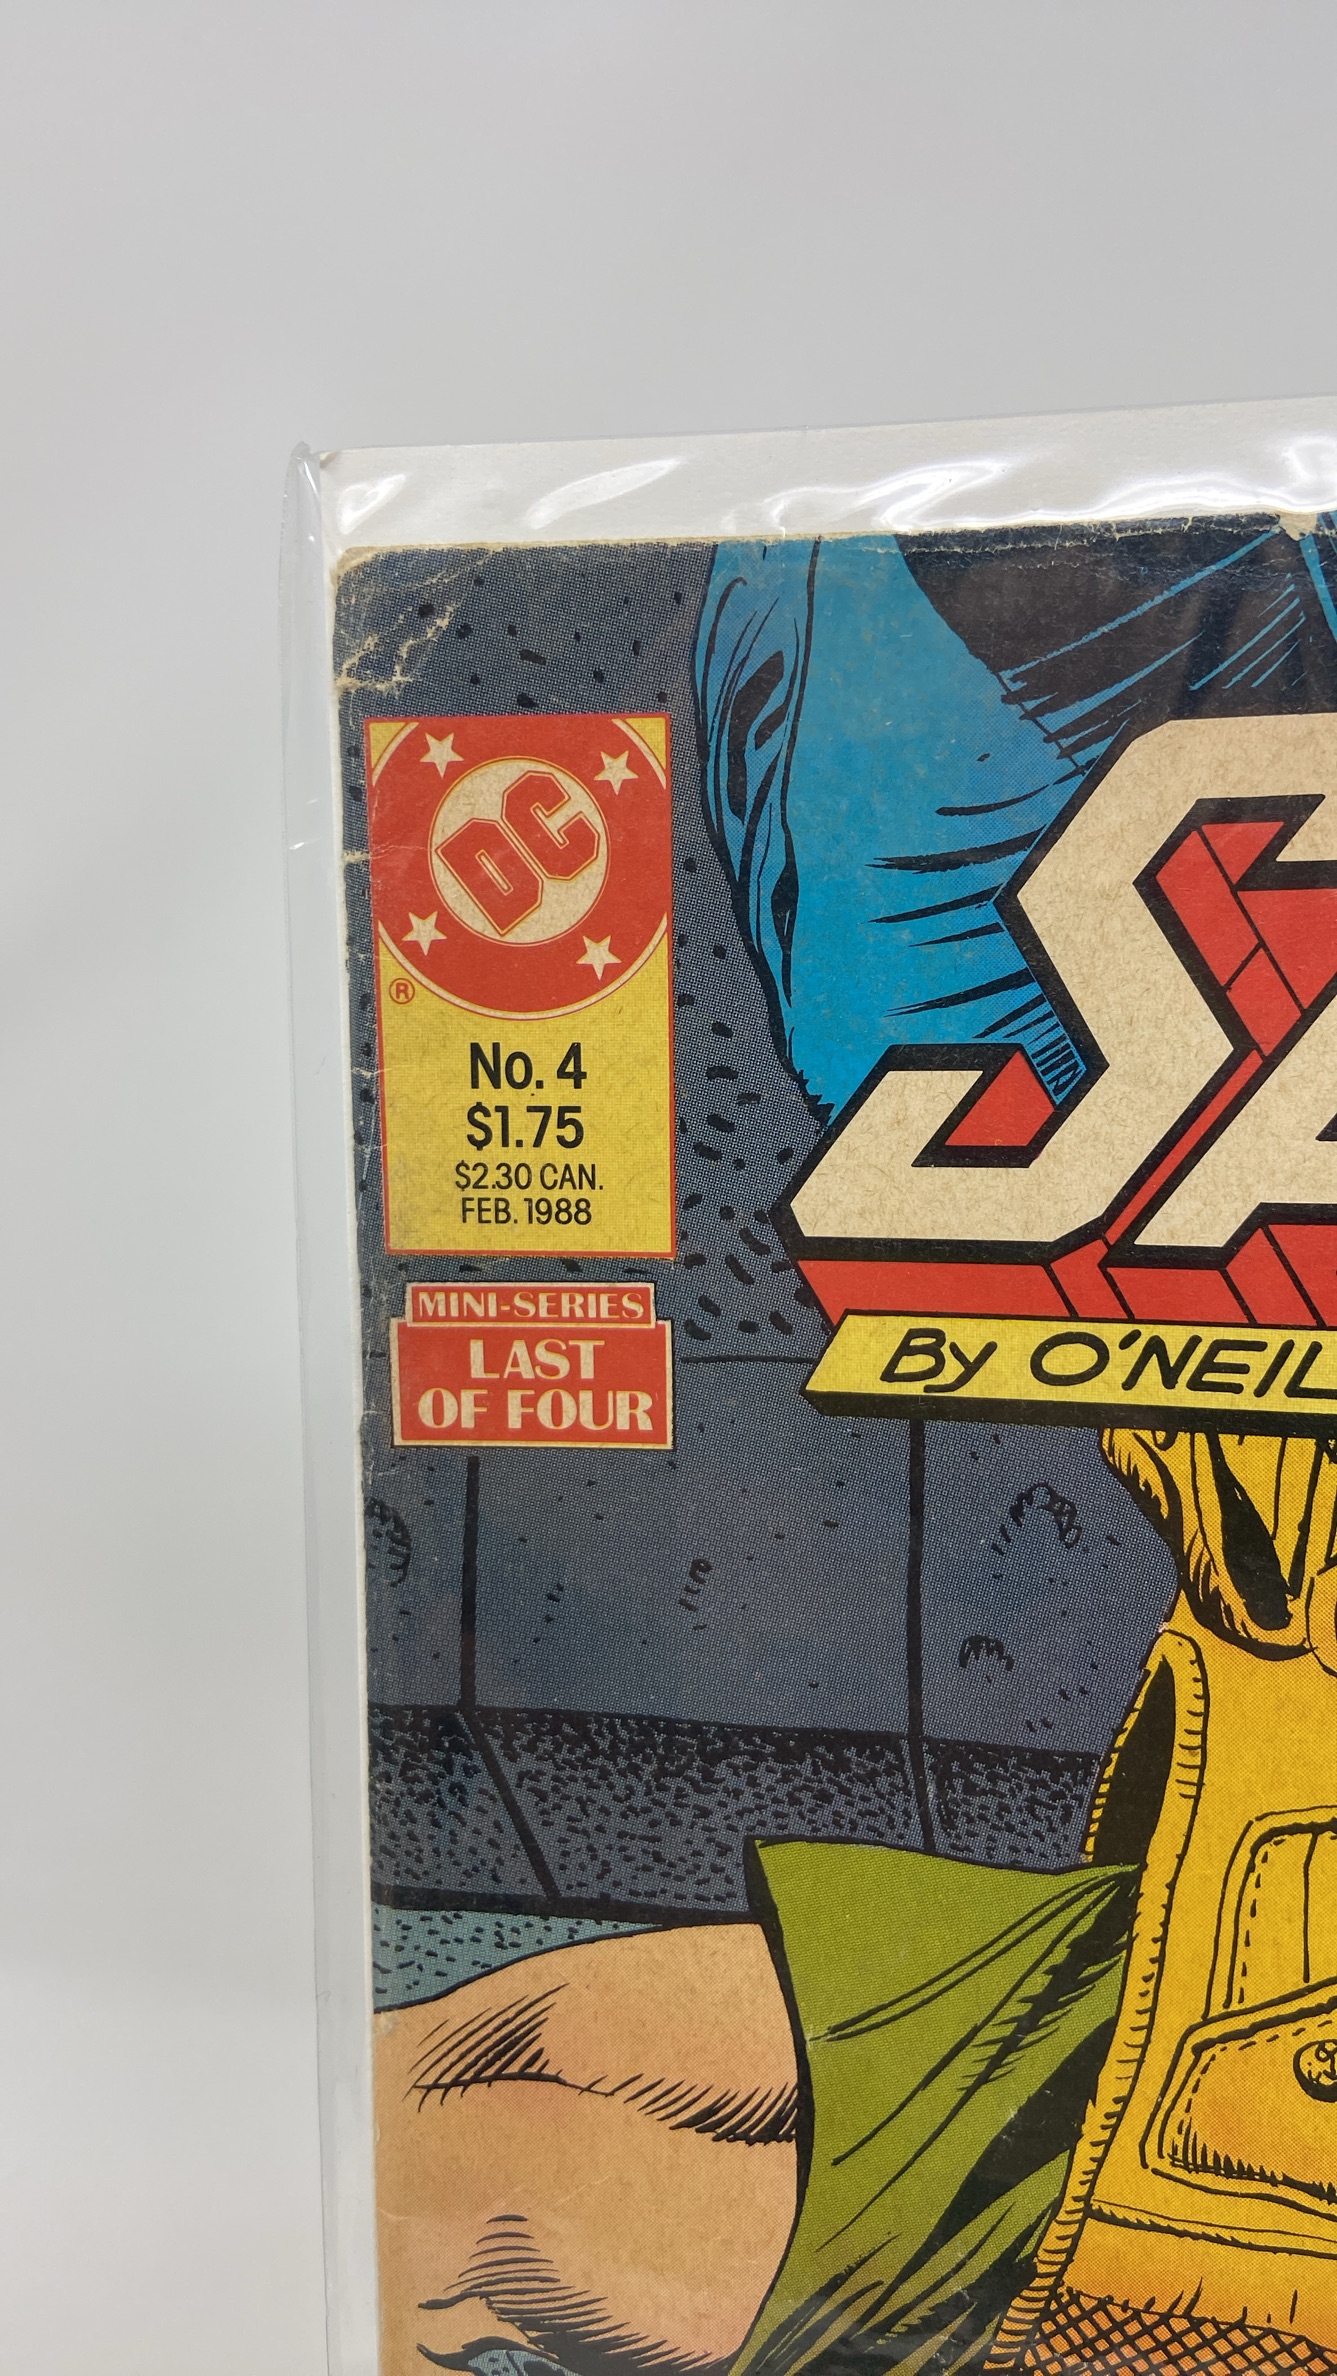 DC
®
No. 4
$1.75
$2.30 CAN.
FEB. 1988
MINI-SERIES
LAST
OF FOUR
By O'NEIL